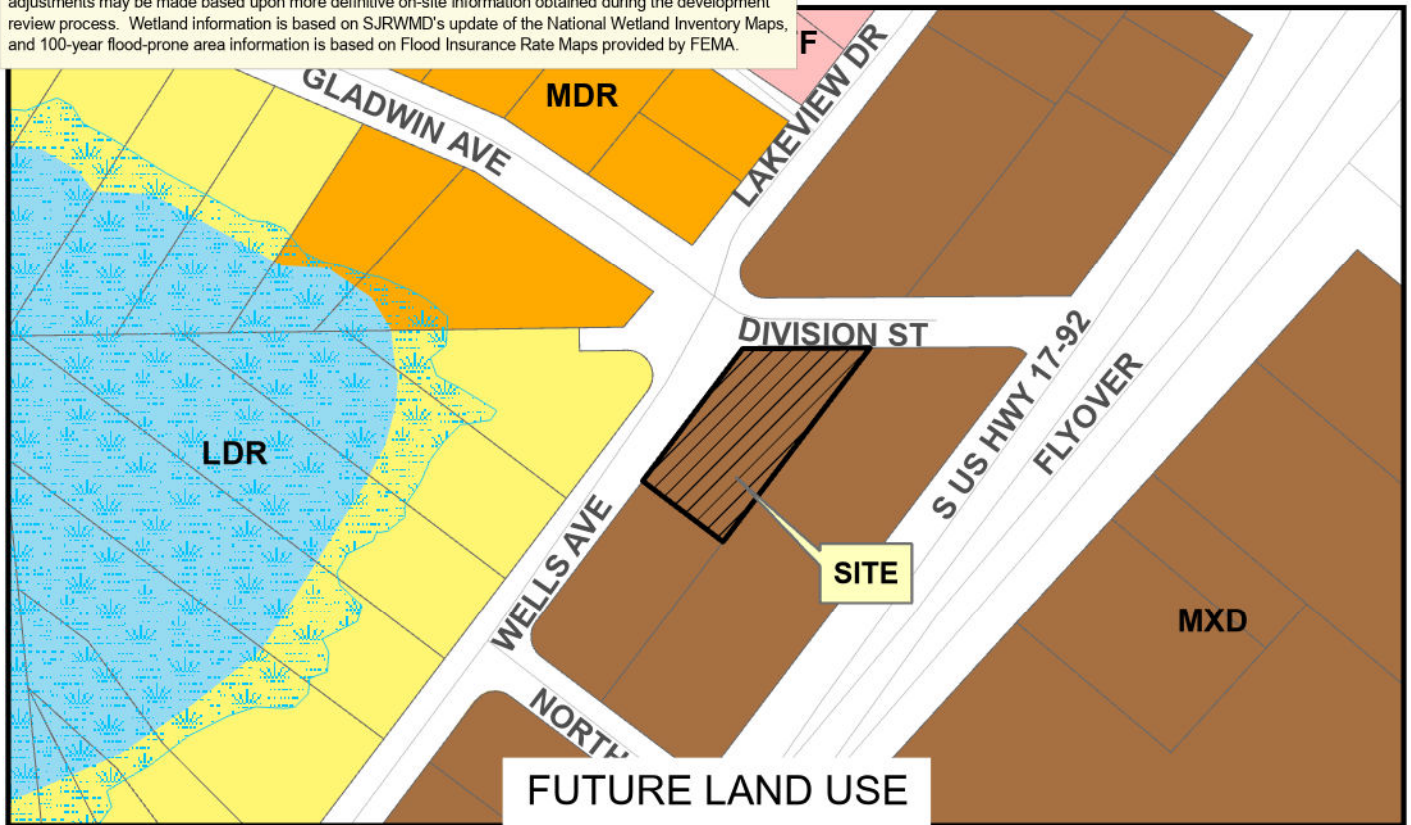 adjustments may be made based upon more definitive on-site information obtained during the development
review process. Wetland information is based on SJRWMD's update of the National Wetland Inventory Maps,
and 100-year flood-prone area information is based on Flood Insurance Rate Maps provided by FEMA.
F
LAKEVIEW DR
MDR
GLADWIN AVE
DIVISION ST
S US HWY 17-92
FLYOVER
LDR
WELLS AVE
SITE
MXD
NORTH
FUTURE LAND USE